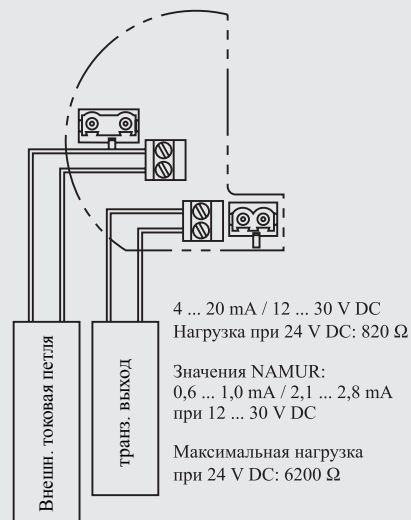 4 ... 20 mA / 12 ... 30 V DC
Нагрузка при 24 V DC: 820 Ω
Значения NAMUR:
0,6 ... 1,0 mA / 2,1 ... 2,8 mA
при 12 ... 30 V DC
Максимальная нагрузка
при 24 V DC: 6200 Ω
Внешн. токовая петля
транз. выход